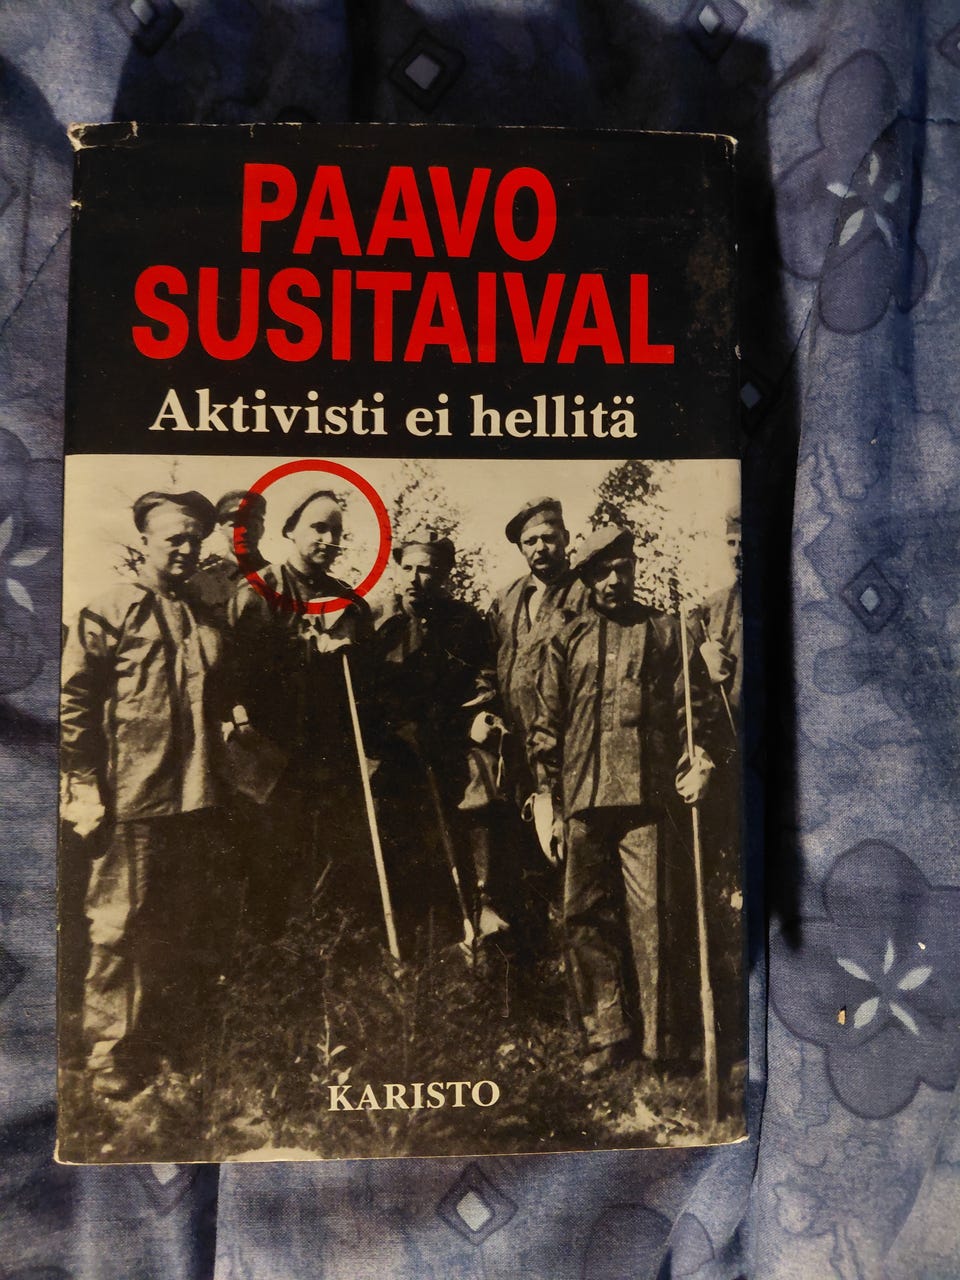 PAAVO
SUSITAIVAL
Aktivisti ei hellitä
KARISTO